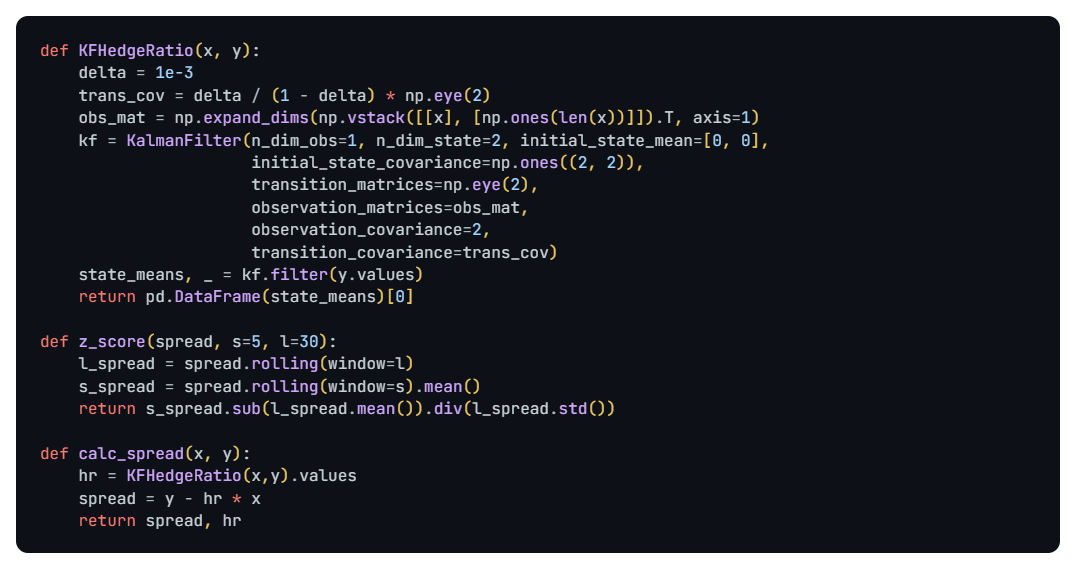 def KFHedgeRatio(x, y):
    delta = 1e-3
    trans_cov = delta / (1 - delta) * np.eye(2)
    obs_mat = np.expand_dims(np.vstack([[x], [np.ones(len(x))]]).T, axis=1)
    kf = KalmanFilter(n_dim_obs=1, n_dim_state=2, initial_state_mean=[0, 0],
                      initial_state_covariance=np.ones((2, 2)),
                      transition_matrices=np.eye(2),
                      observation_matrices=obs_mat,
                      observation_covariance=2,
                      transition_covariance=trans_cov)
    state_means, _ = kf.filter(y.values)
    return pd.DataFrame(state_means)[0]

def z_score(spread, s=5, l=30):
    l_spread = spread.rolling(window=l)
    s_spread = spread.rolling(window=s).mean()
    return s_spread.sub(l_spread.mean()).div(l_spread.std())

def calc_spread(x, y):
    hr = KFHedgeRatio(x,y).values
    spread = y - hr * x
    return spread, hr